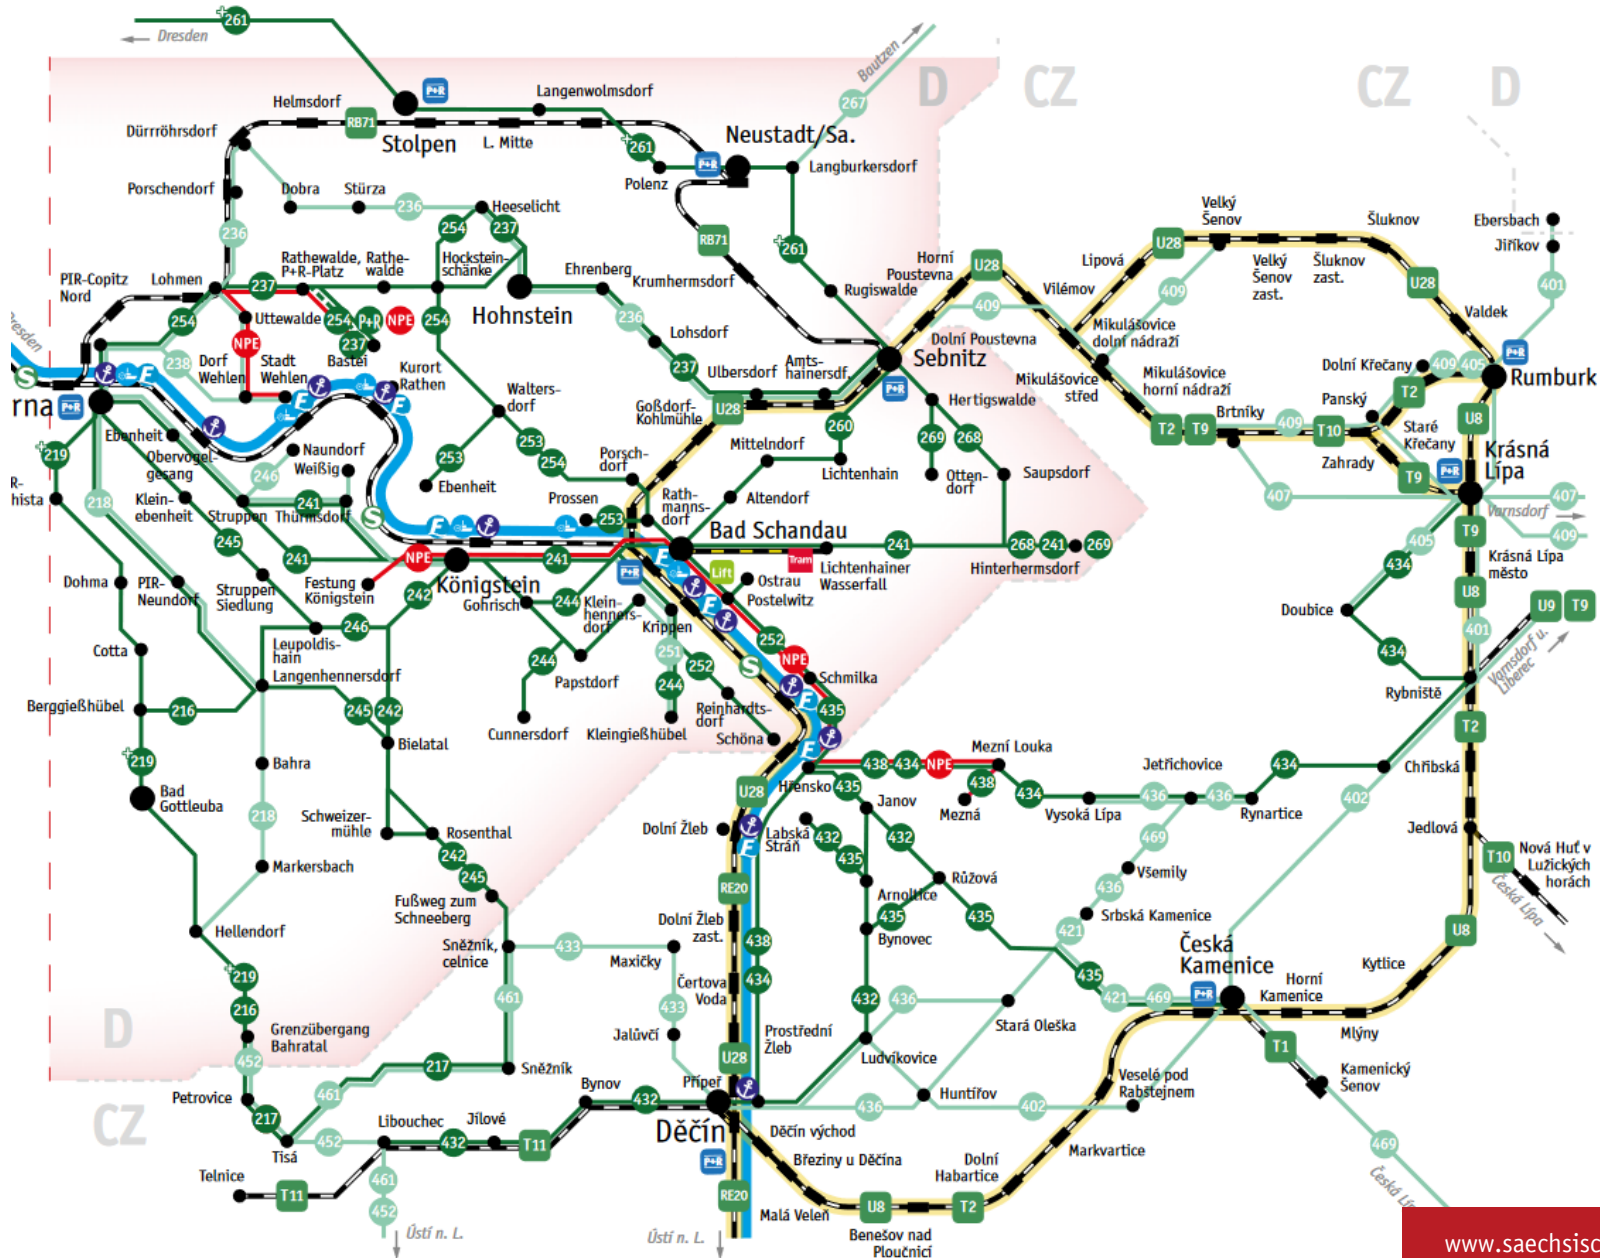 261
Dresden
Bautzen
D
CZ
CZ
D
P+R
Helmsdorf
Langenwolmsdorf
267
RB71
Dürrröhrsdorf
Stolpen
L. Mitte
261
Neustadt/Sa.
P+R
Polenz
Langburkersdorf
Porschendorf
Dobra
Stürza
236
Heeselicht
236
254
237
RB71
261
Velký
Šenov
Šluknov
Ebersbach
Jiříkov
U28
Lipová
Velký
Šenov
zast.
Šluknov
zast.
PIR-Copitz
Nord
Lohmen
237
Rathewalde,
P+R-Platz
Rathe-
walde
Hockstein-
schänke
Ehrenberg
Krumhermsdorf
Rugiswalde
Horní
Poustevna
U28
Vilémov
409
409
U28
401
Valdek
Dresden
254
Uttewalde
254
P+R
NPE
237
254
Hohnstein
236
Lohsdorf
Dolní Poustevna
Mikulášovice
dolní nádraží
NPE
238
Dorf
Wehlen
Stadt
Wehlen
Bastei
Kurort
Rathen
237
Ulbersdorf
Amts-
hainersdf.
Sebnitz
P+R
Mikulášovice
střed
Mikulášovice
horní nádraží
Dolní Křečany
409
405
P+R
Rumburk
S
F
F
F
F
rna
P+R
Walters-
dorf
Goßdorf-
Kohlmühle
U28
Hertigswalde
T2
Panský
U8
219
Ebenheit
Obervogel-
gesang
Naundorf
Weißig
246
253
253
254
Mittelndorf
260
Lichtenhain
269
268
Otten-
dorf
Saupsdorf
T2
T9
Brtníky
409
T10
Zahrady
Staré
Křečany
T9
P+R
Krásná
Lípa
R-
hista
218
Klein-
ebenheit
Struppen
241
Thürmsdorf
Ebenheit
Porsch-
dorf
Prossen
253
Rath-
manns-
dorf
Altendorf
407
407
Varnsdorf
409
405
T9
245
S
F
Bad Schandau
241
268
241
269
Hinterhermsdorf
Lichtenhainer
Wasserfall
Tram
434
Krásná Lípa
město
241
NPE
241
Festung
Königstein
Königstein
P+R
F
Lift
Ostrau
Postelwitz
Dohma
PIR-
Neundorf
Struppen
Siedlung
242
Gohrisch
244
Klein-
henners-
dorf
Krippen
F
Doubice
U8
U9
T9
401
246
Leupoldis-
hain
251
252
252
NPE
434
Varnsdorf u.
Liberec
Cotta
Langenhennersdorf
244
Papstdorf
244
S
Schmilka
Rybniště
Berggießhübel
216
245
242
Cunnersdorf
Kleingießhübel
Reinhardts-
dorf
Schöna
F
435
T2
Bielatal
F
Mezní Louka
219
Bahra
438
434
NPE
Jetřichovice
434
Chřibská
Bad
Gottleuba
U28
Hřensko
435
Janov
438
Mezná
434
Vysoká Lípa
436
436
Rynartice
402
218
Schweizer-
mühle
Rosenthal
Dolní Žleb
F
Labská
Stráň
432
432
469
Jedlová
435
T10
Nová Huť v
Lužických
horách
242
Markersbach
245
RE20
Růžová
436
Všemily
Česká Lípa
Fußweg zum
Schneeberg
Arnoltice
435
435
Srbská Kamenice
Hellendorf
Dolní Žleb
zast.
Bynovec
421
U8
Sněžník,
celnice
433
Maxičky
438
Česká
Kamenice
Kytlice
219
Čertova
Voda
434
435
216
461
433
432
436
421
469
P+R
Horní
Kamenice
D
Grenzübergang
Bahratal
Jalůvčí
Prostřední
Žleb
Stará Oleška
Mlýny
452
U28
Ludvíkovice
T1
217
Sněžník
Přípeř
Veselé pod
Rabštejnem
Kamenický
Šenov
Petrovice
461
Bynov
432
Huntířov
436
402
CZ
217
Libouchec
Jílové
Děčín
Děčín východ
452
432
T11
Markvartice
469
Tisá
P+R
Březiny u Děčína
Dolní
Habartice
Telnice
T11
461
RE20
Malá Veleň
U8
T2
452
Ústí n. L.
Ústí n. L.
Benešov nad
Ploučnicí
www.saechsisc